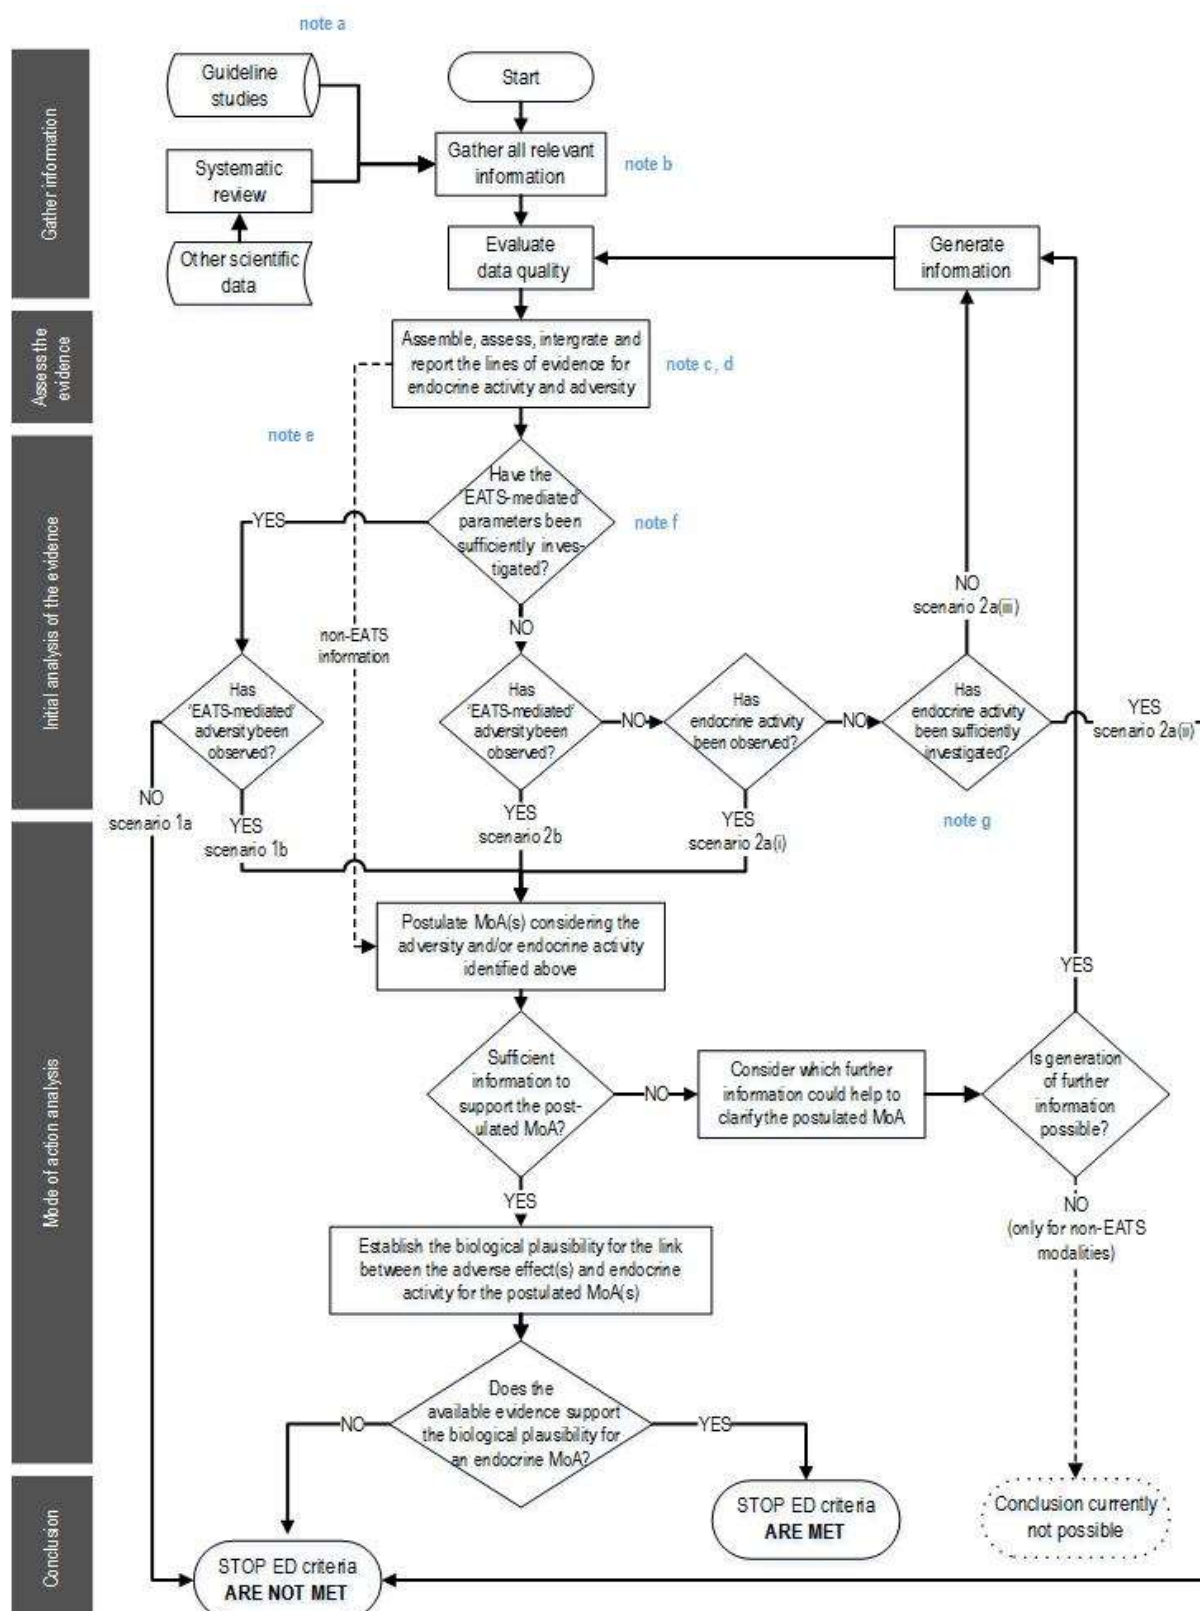 note a
Gather information
Guideline
studies
Start
Gather all relevant
information
note b
Systematic
review
Other scientific
data
Evaluate
data quality
Generate
information
Assess the
evidence
Assemble, assess, intergrate and
report the lines of evidence for
endocrine activity and adversity
note c, d
Initial analysis of the evidence
note e
Have the
'EATS-mediated'
parameters been
sufficiently inves-
tigated?
note f
YES
NO
non-EATS
information
NO
scenario 2a(iii)
Has
'EATS-mediated'
adversity been
observed?
Has
'EATS-mediated'
adversity been
observed?
NO
Has
endocrine activity
been observed?
NO
Has
endocrine activity
been sufficiently
investigated?
YES
scenario 2a(ii)
note g
NO
scenario 1a
YES
scenario 1b
YES
scenario 2b
YES
scenario 2a(i)
Mode of action analysis
Postulate MoA(s) considering the
adversity and/or endocrine activity
identified above
YES
Sufficient
information to
support the post-
ulated MoA?
NO
Consider which further
information could help to
clarify the postulated MoA
Is generation
of further
information
possible?
YES
NO
(only for non-EATS
modalities)
Establish the biological plausibility for the link
between the adverse effect(s) and endocrine
activity for the postulated MoA(s)
Does the
available evidence support
the biological plausibility for
an endocrine MoA?
NO
YES
Conclusion
STOP ED criteria
ARE NOT MET
STOP ED criteria
ARE MET
Conclusion currently
not possible